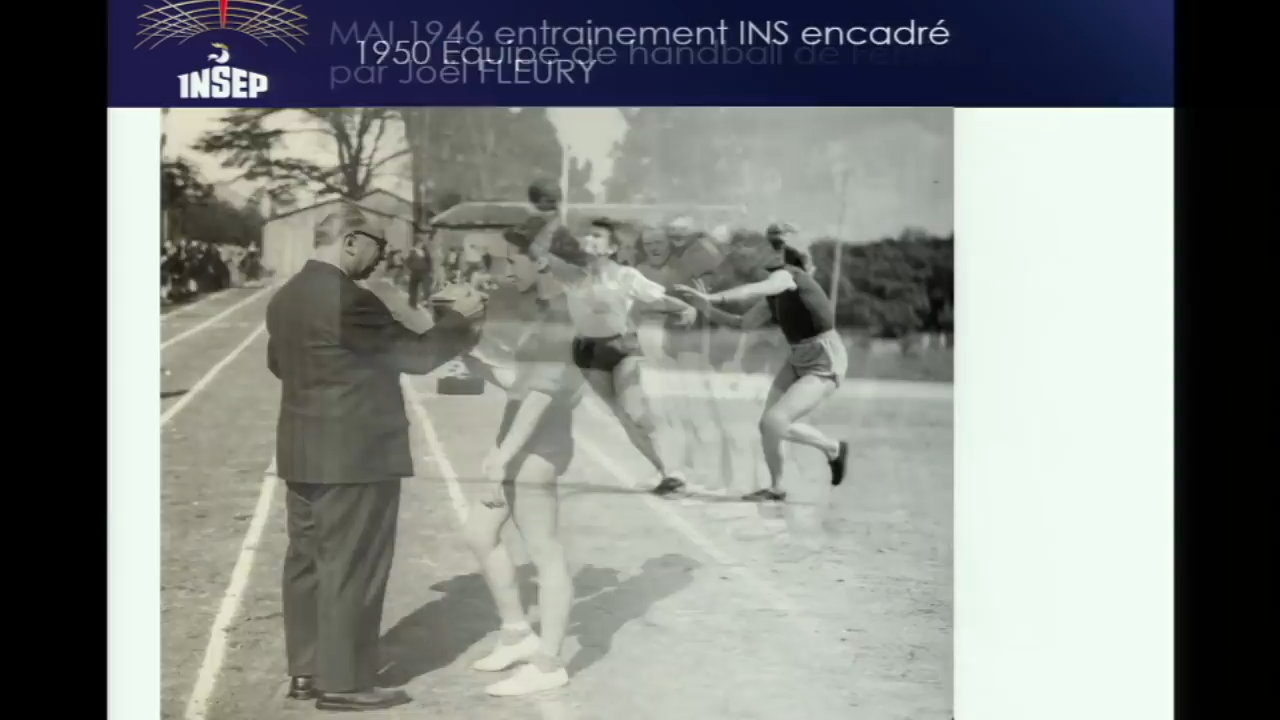 MAI 1946 entrainement INS encadré
1950 Equipe de handball de
par Joël FLEURY
INSEP